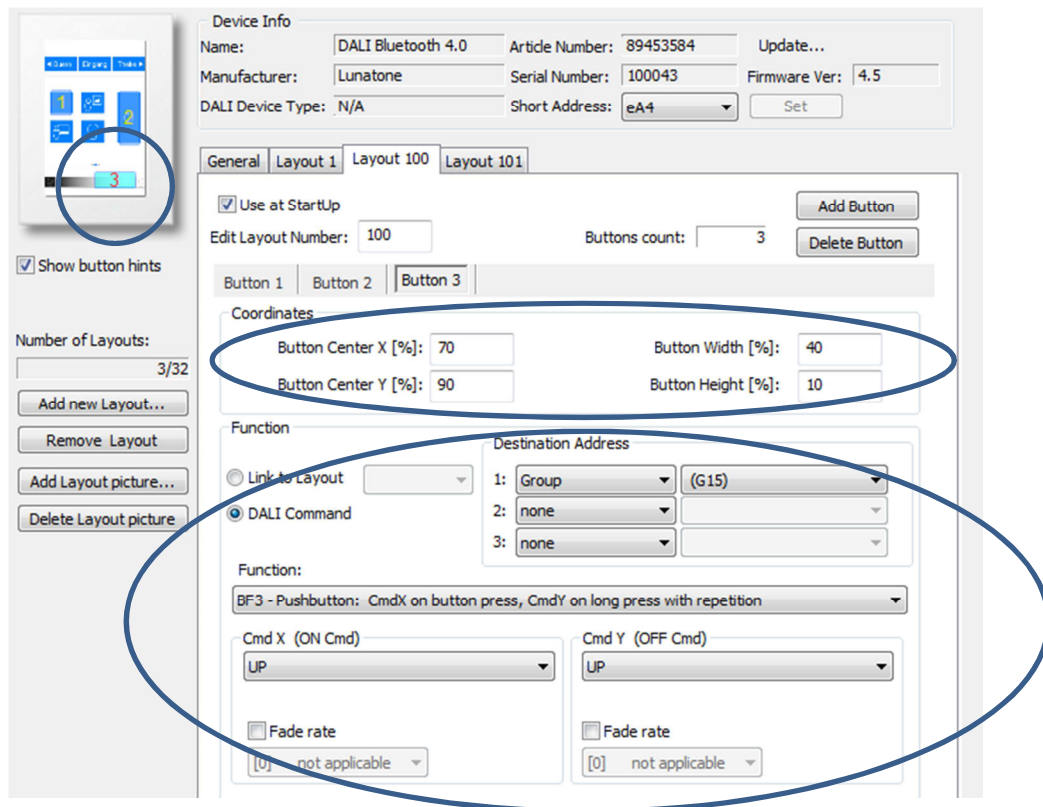 Device Info
Name: DALI Bluetooth 4.0 Article Number: 89453584 Update...
Manufacturer: Lunatone Serial Number: 100043 Firmware Ver: 4.5
DALI Device Type: N/A Short Address: eA4 Set
1
2
3
General Layout 1 Layout 100 Layout 101
Use at StartUp Add Button
Edit Layout Number: 100 Buttons count: 3 Delete Button
Show button hints
Button 1 Button 2 Button 3
Coordinates
Button Center X [%]: 70 Button Width [%]: 40
Button Center Y [%]: 90 Button Height [%]: 10
Number of Layouts:
3/32
Add new Layout...
Remove Layout
Add Layout picture...
Delete Layout picture
Function
Destination Address
Link to Layout 1: Group (G15)
DALI Command 2: none
3: none
Function:
BF3 - Pushbutton: CmdX on button press, CmdY on long press with repetition
Cmd X (ON Cmd) Cmd Y (OFF Cmd)
UP UP
Fade rate Fade rate
[0] not applicable [0] not applicable